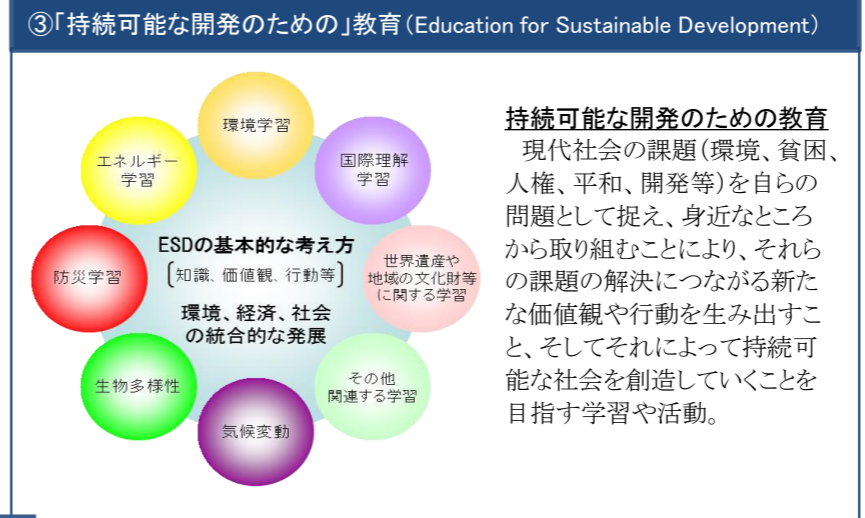 ③「持続可能な開発のための」教育（Education for Sustainable Development）
環境学習
国際理解
学習
世界遺産や
地域の文化財等
に関する学習
その他
関連する学習
気候変動
生物多様性
防災学習
エネルギー
学習
ESDの基本的な考え方
〔知識、価値観、行動等〕
環境、経済、社会
の統合的な発展
持続可能な開発のための教育
現代社会の課題（環境、貧困、
人権、平和、開発等）を自らの
問題として捉え、身近なところ
から取り組むことにより、それら
の課題の解決につながる新た
な価値観や行動を生み出すこ
と、そしてそれによって持続可
能な社会を創造していくことを
目指す学習や活動。